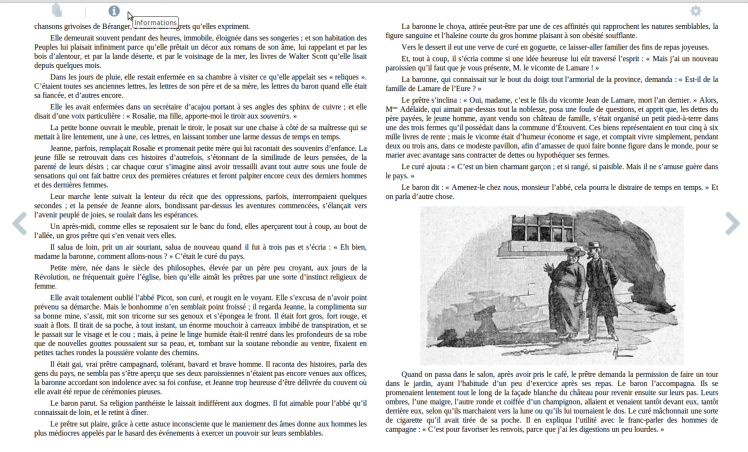 Informations
chansons grivoises de Béranger, regrets qu'elles expriment.
Elle demeurait souvent pendant des heures, immobile, éloignée dans ses songeries ; et son habitation des
Peuples lui plaisait infiniment parce qu'elle prêtait un décor aux romans de son âme, lui rappelant et par les
bois d'alentour, et par la lande déserte, et par le voisinage de la mer, les livres de Walter Scott qu'elle lisait
depuis quelques mois.
Dans les jours de pluie, elle restait enfermée en sa chambre à visiter ce qu'elle appelait ses « reliques ».
C'étaient toutes ses anciennes lettres, les lettres de son père et de sa mère, les lettres du baron quand elle était
sa fiancée, et d'autres encore.
Elle les avait enfermées dans un secrétaire d'acajou portant à ses angles des sphinx de cuivre ; et elle
disait d'une voix particulière : « Rosalie, ma fille, apporte-moi le tiroir aux souvenirs. »
La petite bonne ouvrait le meuble, prenait le tiroir, le posait sur une chaise à côté de sa maîtresse qui se
mettait à lire lentement, une à une, ces lettres, en laissant tomber une larme dessus de temps en temps.
Jeanne, parfois, remplaçait Rosalie et promenait petite mère qui lui racontait des souvenirs d'enfance. La
jeune fille se retrouvait dans ces histoires d'autrefois, s'étonnant de la similitude de leurs pensées, de la
parenté de leurs désirs ; car chaque cœur s'imagine ainsi avoir tressailli avant tout autre sous une foule de
sensations qui ont fait battre ceux des premières créatures et feront palpiter encore ceux des derniers hommes
et des dernières femmes.
Leur marche lente suivait la lenteur du récit que des oppressions, parfois, interrompaient quelques
secondes ; et la pensée de Jeanne alors, bondissant par-dessus les aventures commencées, s'élançait vers
l'avenir peuplé de joies, se roulait dans les espérances.
Un après-midi, comme elles se reposaient sur le banc du fond, elles aperçurent tout à coup, au bout de
l'allée, un gros prêtre qui s'en venait vers elles.
Il salua de loin, prit un air souriant, salua de nouveau quand il fut à trois pas et s'écria : « Eh bien,
madame la baronne, comment allons-nous ? » C'était le curé du pays.
Petite mère, née dans le siècle des philosophes, élevée par un père peu croyant, aux jours de la
Révolution, ne fréquentait guère l'église, bien qu'elle aimât les prêtres par une sorte d'instinct religieux de
femme.
Elle avait totalement oublié l'abbé Picot, son curé, et rougit en le voyant. Elle s'excusa de n'avoir point
prévenu sa démarche. Mais le bonhomme n'en semblait point froissé ; il regarda Jeanne, la complimenta sur
sa bonne mine, s'assit, mit son tricorne sur ses genoux et s'épongea le front. Il était fort gros, fort rouge, et
suait à flots. Il tirait de sa poche, à tout instant, un énorme mouchoir à carreaux imbibé de transpiration, et se
le passait sur le visage et le cou ; mais, à peine le linge humide était-il rentré dans les profondeurs de sa robe
que de nouvelles gouttes poussaient sur sa peau, et, tombant sur la soutane rebondie au ventre, fixaient en
petites taches rondes la poussière volante des chemins.
Il était gai, vrai prêtre campagnard, tolérant, bavard et brave homme. Il raconta des histoires, parla des
gens du pays, ne sembla pas s'être aperçu que ses deux paroissiennes n'étaient pas encore venues aux offices,
la baronne accordant son indolence avec sa foi confuse, et Jeanne trop heureuse d'être délivrée du couvent où
elle avait été repue de cérémonies pieuses.
Le baron parut. Sa religion panthéiste le laissait indifférent aux dogmes. Il fut aimable pour l'abbé qu'il
connaissait de loin, et le retint à dîner.
Le prêtre sut plaire, grâce à cette astuce inconsciente que le maniement des âmes donne aux hommes les
plus médiocres appelés par le hasard des événements à exercer un pouvoir sur leurs semblables.
La baronne le choya, attirée peut-être par une de ces affinités qui rapprochent les natures semblables, la
figure sanguine et l'haleine courte du gros homme plaisant à son obésité soufflante.
Vers le dessert il eut une verve de curé en goguette, ce laisser-aller familier des fins de repas joyeuses.
Et, tout à coup, il s'écria comme si une idée heureuse lui eût traversé l'esprit : « Mais j'ai un nouveau
paroissien qu'il faut que je vous présente, M. le vicomte de Lamare ! »
La baronne, qui connaissait sur le bout du doigt tout l'armorial de la province, demanda : « Est-il de la
famille de Lamare de l'Eure ? »
Le prêtre s'inclina : « Oui, madame, c'est le fils du vicomte Jean de Lamare, mort l'an dernier. » Alors,
Mme Adélaïde, qui aimait par-dessus tout la noblesse, posa une foule de questions, et apprit que, les dettes du
père payées, le jeune homme, ayant vendu son château de famille, s'était organisé un petit pied-à-terre dans
une des trois fermes qu'il possédait dans la commune d'Étouvent. Ces biens représentaient en tout cinq à six
mille livres de rente ; mais le vicomte était d'humeur économe et sage, et comptait vivre simplement, pendant
deux ou trois ans, dans ce modeste pavillon, afin d'amasser de quoi faire bonne figure dans le monde, pour se
marier avec avantage sans contracter de dettes ou hypothéquer ses fermes.
Le curé ajouta : « C'est un bien charmant garçon ; et si rangé, si paisible. Mais il ne s'amuse guère dans
le pays. »
Le baron dit : « Amenez-le chez nous, monsieur l'abbé, cela pourra le distraire de temps en temps. » Et
on parla d'autre chose.
Quand on passa dans le salon, après avoir pris le café, le prêtre demanda la permission de faire un tour
dans le jardin, ayant l'habitude d'un peu d'exercice après ses repas. Le baron l'accompagna. Ils se
promenaient lentement tout le long de la façade blanche du château pour revenir ensuite sur leurs pas. Leurs
ombres, l'une maigre, l'autre ronde et coiffée d'un champignon, allaient et venaient tantôt devant eux, tantôt
derrière eux, selon qu'ils marchaient vers la lune ou qu'ils lui tournaient le dos. Le curé mâchonnait une sorte
de cigarette qu'il avait tirée de sa poche. Il en expliqua l'utilité avec le franc-parler des hommes de
campagne : « C'est pour favoriser les renvois, parce que j'ai les digestions un peu lourdes. »